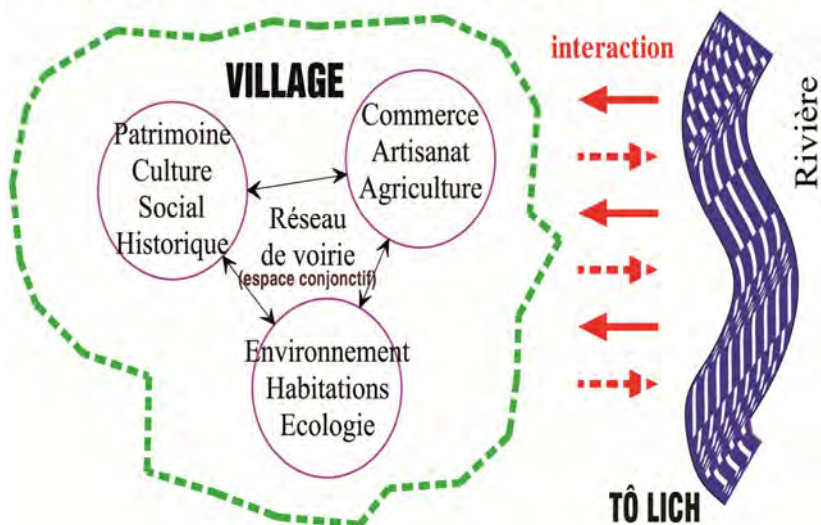 VILLAGE
Patrimoine
Culture
Social
Historique
Commerce
Artisanat
Agriculture
Réseau
de voirie
(espace conjonctif)
Environnement
Habitations
Ecologie
interaction
Rivière
TÔ LICH